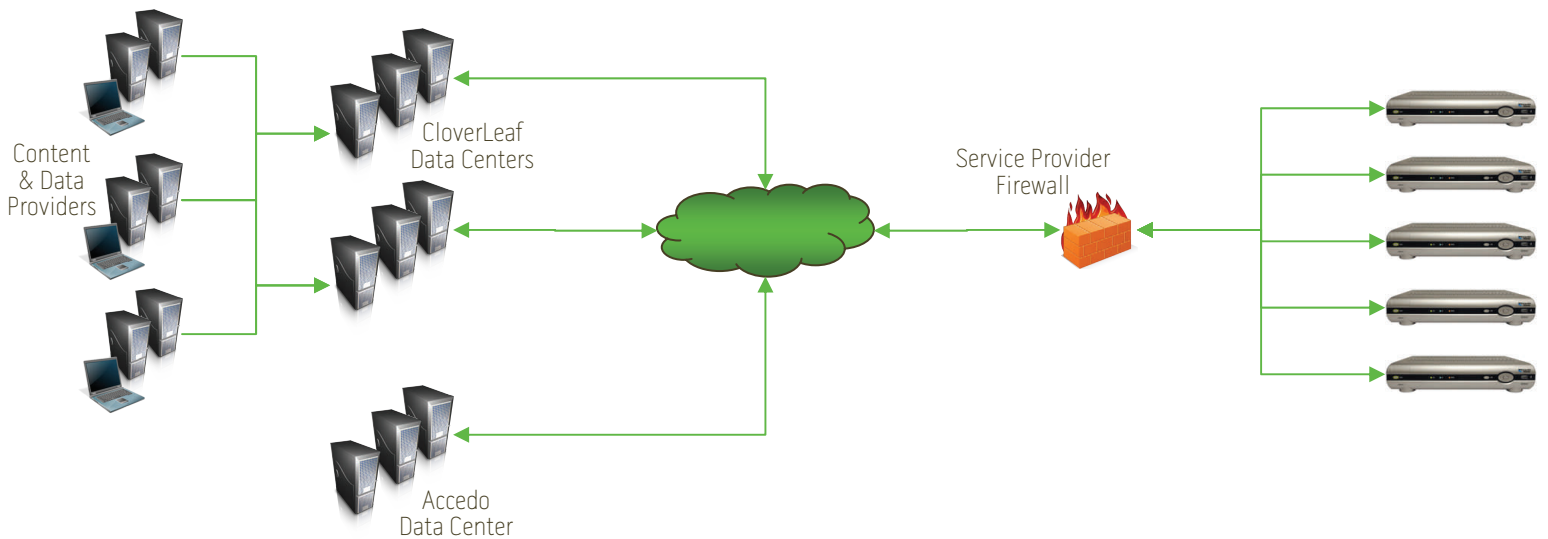 Content
& Data
Providers
CloverLeaf
Data Centers
Service Provider
Firewall
Accedo
Data Center